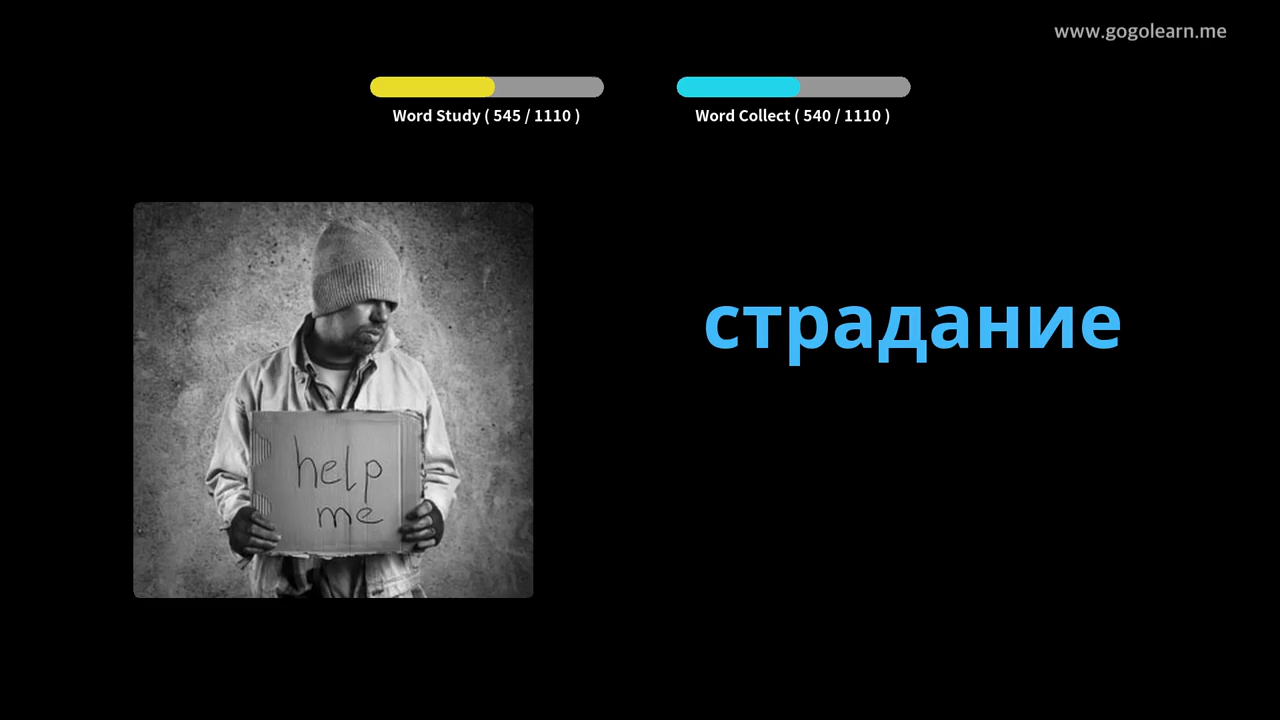 www.gogolearn.me
Word Study ( 545 / 1110 )
Word Collect ( 540 / 1110 )
страдание
help
me